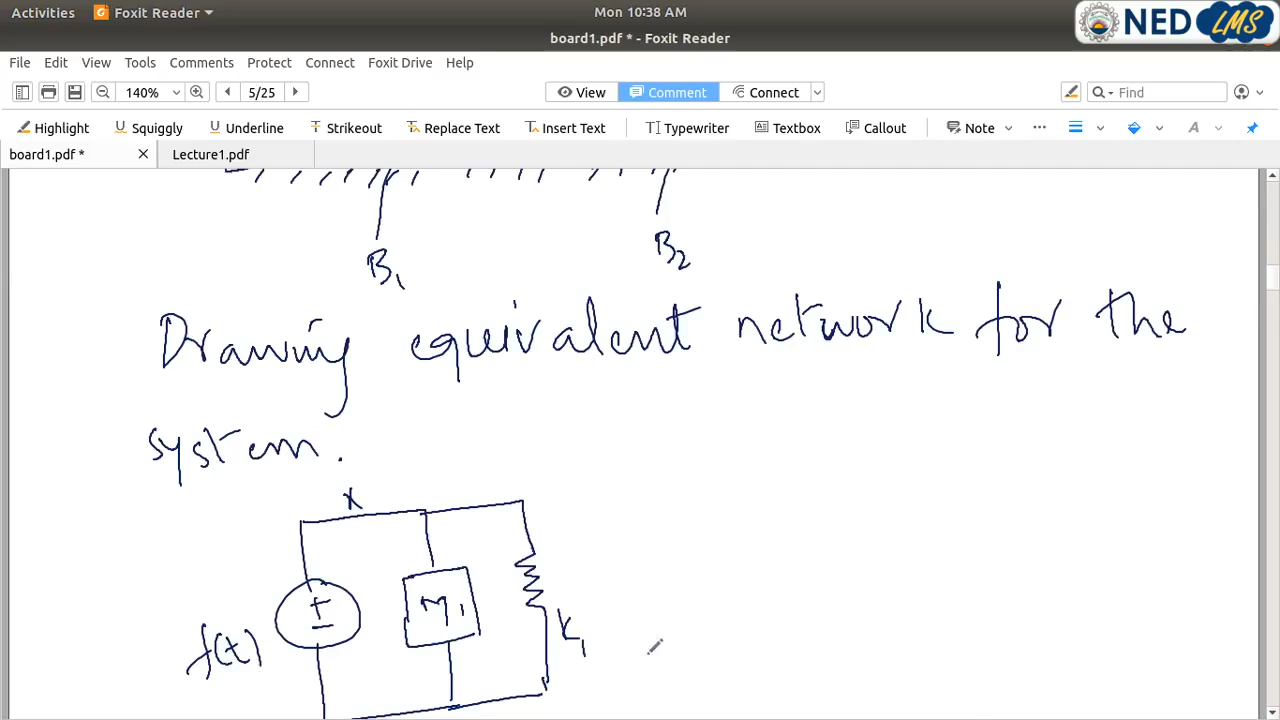 Activities Foxit Reader Mon 10:38 AM
NED LMS
board1.pdf * - Foxit Reader
File Edit View Tools Comments Protect Connect Foxit Drive Help
140% 5/25 View Comment Connect Find
Highlight Squiggly Underline Strikeout Replace Text Insert Text Typewriter Textbox Callout Note ... A
board1.pdf * Lecture1.pdf
B1 B2
Drawing equivalent network for the
system.
x
f(t) ± M1 K1